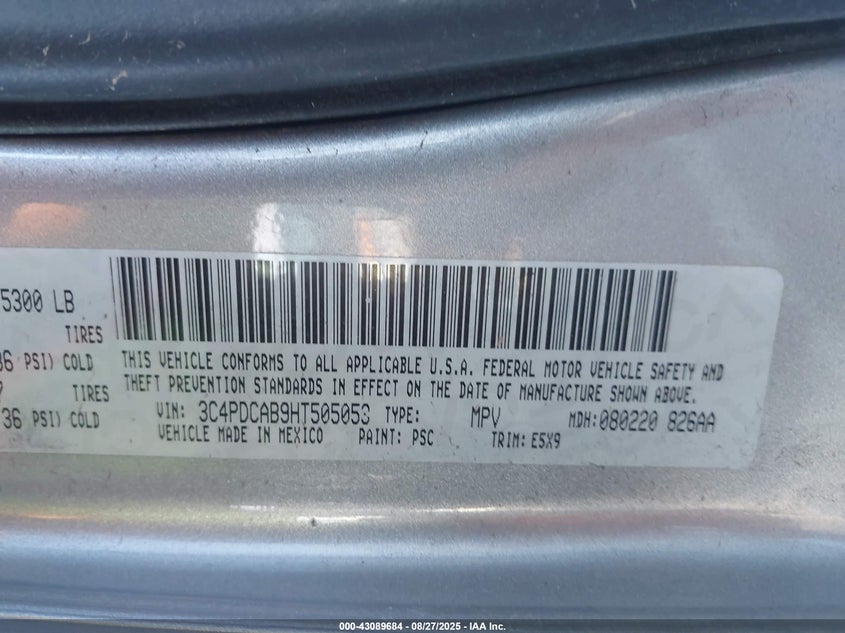 5300 LB
TIRES
36 PSI) COLD
TIRES
36 PSI) COLD
THIS VEHICLE CONFORMS TO ALL APPLICABLE U.S.A. FEDERAL MOTOR VEHICLE SAFETY AND
THEFT PREVENTION STANDARDS IN EFFECT ON THE DATE OF MANUFACTURE SHOWN ABOVE.
VIN: 3C4PDCAB9HT505053 TYPE: MPV MDH: 080220 826AA
VEHICLE MADE IN MEXICO PAINT: PSC TRIM: E5X9
000-43089684 | 08/27/2025 - IAA Inc.